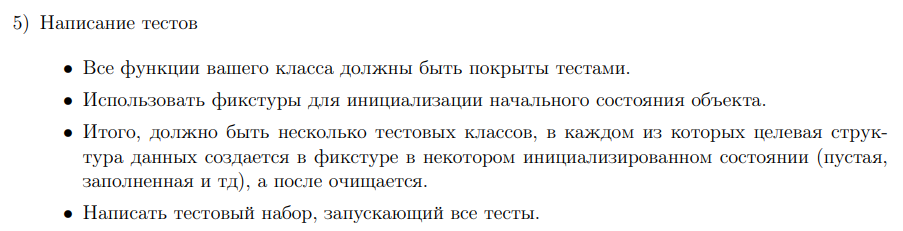 5) Написание тестов
• Все функции вашего класса должны быть покрыты тестами.
• Использовать фикстуры для инициализации начального состояния объекта.
• Итого, должно быть несколько тестовых классов, в каждом из которых целевая струк-
тура данных создается в фикстуре в некотором инициализированном состоянии (пустая,
заполненная и тд), а после очищается.
• Написать тестовый набор, запускающий все тесты.